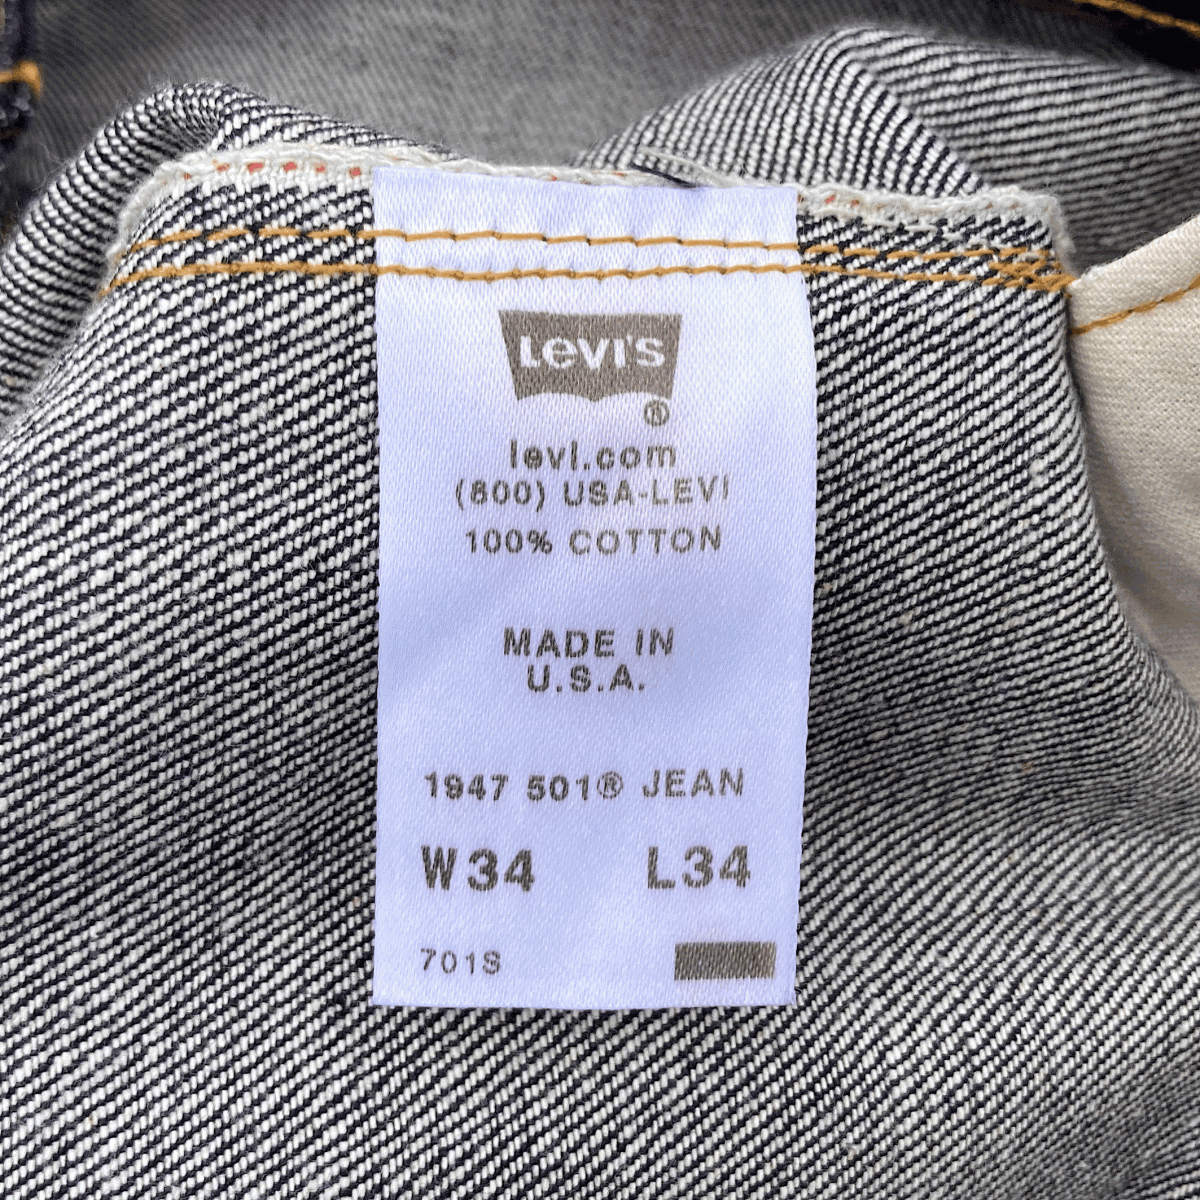 LEVI'S
®
levi.com
(800) USA-LEVI
100% COTTON
MADE IN
U.S.A.
1947 501® JEAN
W34 L34
701S